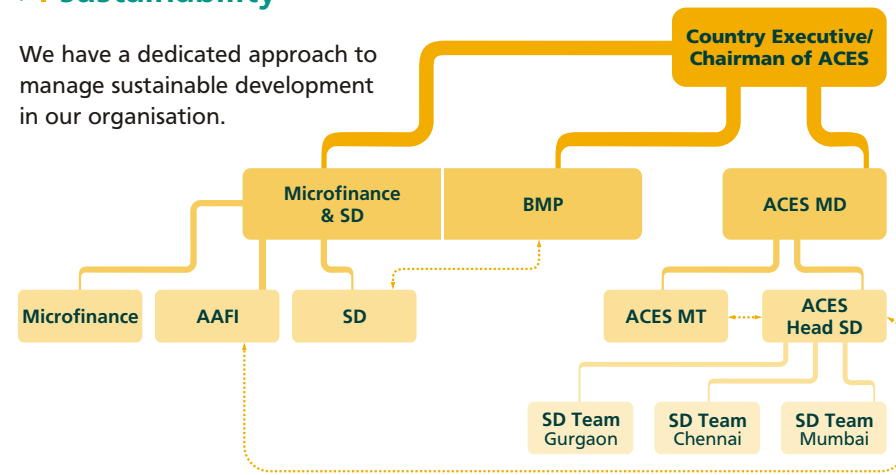 We have a dedicated approach to
manage sustainable development
in our organisation.
Country Executive/
Chairman of ACES
Microfinance
& SD
BMP
ACES MD
Microfinance
AAFI
SD
ACES MT
ACES
Head SD
SD Team
Gurgaon
SD Team
Chennai
SD Team
Mumbai